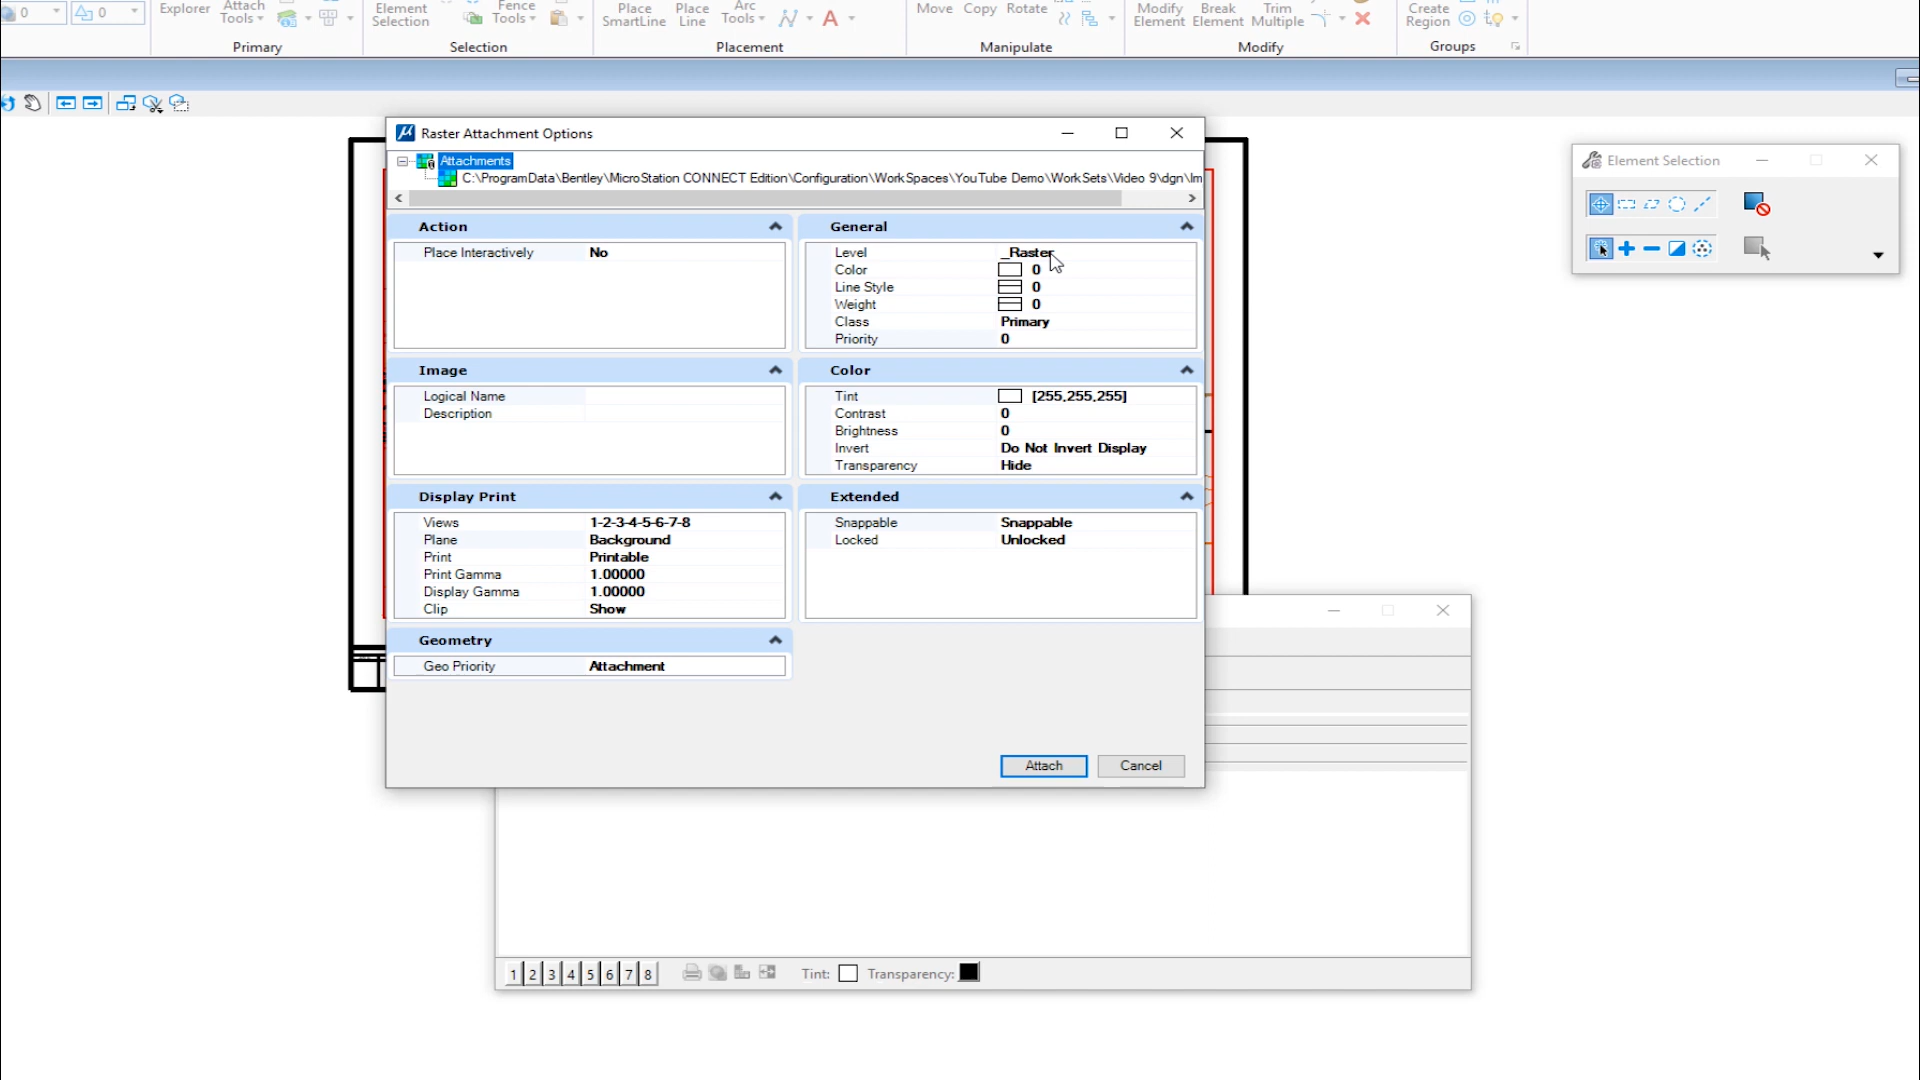 0 0 Explorer Attach Tools Element Selection Fence Tools Place SmartLine Place Line Arc Tools Move Copy Rotate Modify Element Break Element Trim Multiple Create Region
Primary Selection Placement Manipulate Modify Groups
Raster Attachment Options
Attachments
C:\ProgramData\Bentley\MicroStation CONNECT Edition\Configuration\WorkSpaces\YouTube Demo\WorkSets\Video 9\dgn\Im
Element Selection
Action
Place Interactively No
General
Level _Raster
Color 0
Line Style 0
Weight 0
Class Primary
Priority 0
Image
Logical Name
Description
Color
Tint [255,255,255]
Contrast 0
Brightness 0
Invert Do Not Invert Display
Transparency Hide
Display Print
Views 1-2-3-4-5-6-7-8
Plane Background
Print Printable
Print Gamma 1.00000
Display Gamma 1.00000
Clip Show
Extended
Snappable Snappable
Locked Unlocked
Geometry
Geo Priority Attachment
Attach Cancel
1 2 3 4 5 6 7 8 Tint: Transparency: